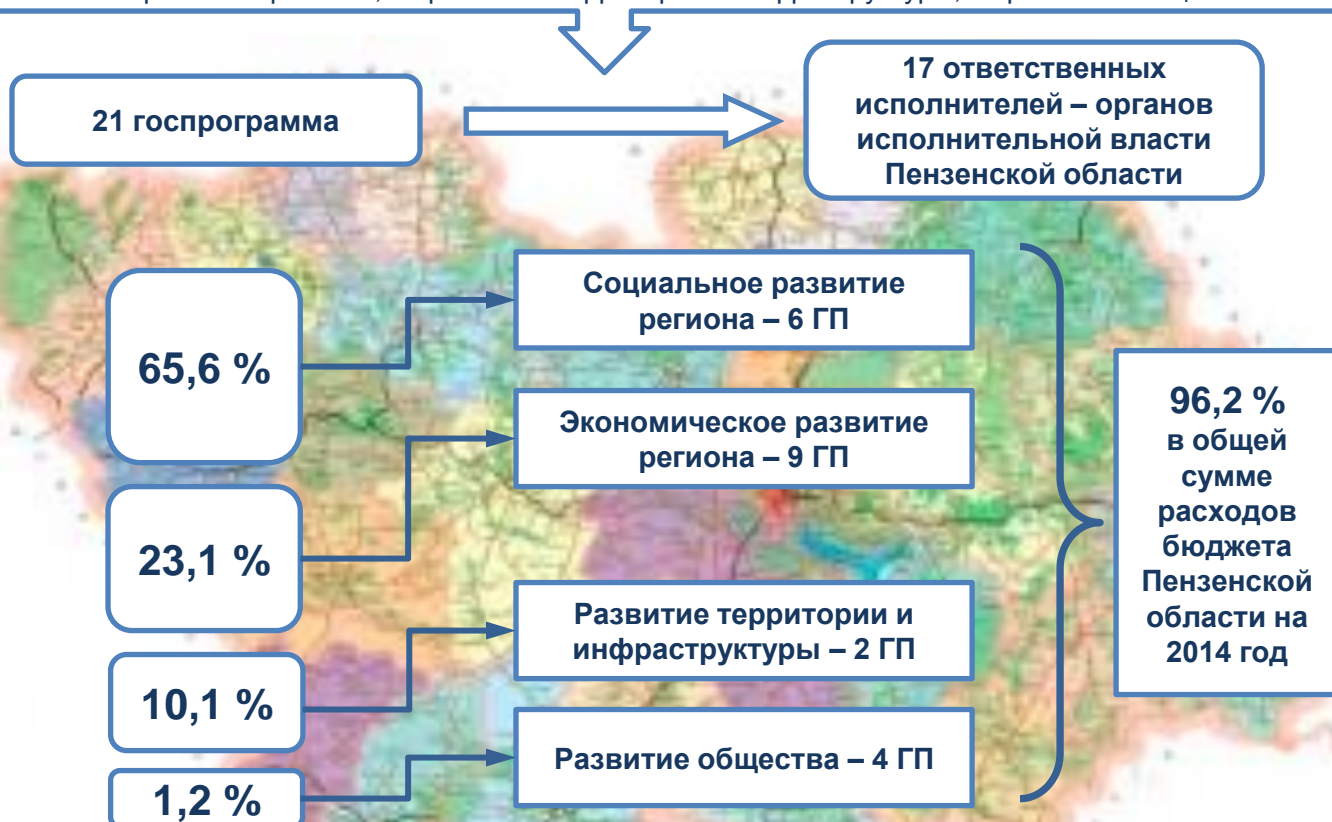 21 госпрограмма
17 ответственных
исполнителей – органов
исполнительной власти
Пензенской области
65,6 %
Социальное развитие
региона – 6 ГП
23,1 %
Экономическое развитие
региона – 9 ГП
10,1 %
Развитие территории и
инфраструктуры – 2 ГП
1,2 %
Развитие общества – 4 ГП
96,2 %
в общей
сумме
расходов
бюджета
Пензенской
области на
2014 год